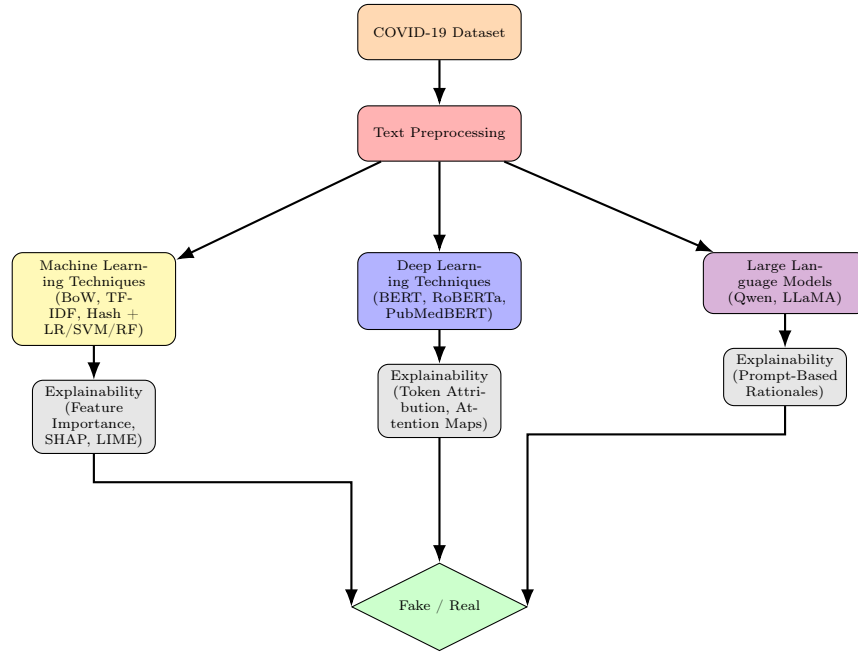 COVID-19 Dataset
Text Preprocessing
Machine Learn-
ing Techniques
(BoW, TF-
IDF, Hash +
LR/SVM/RF)
Deep Learn-
ing Techniques
(BERT, RoBERTa,
PubMedBERT)
Large Lan-
guage Models
(Qwen, LLaMA)
Explainability
(Feature
Importance,
SHAP, LIME)
Explainability
(Token Attri-
bution, At-
tention Maps)
Explainability
(Prompt-Based
Rationales)
Fake / Real